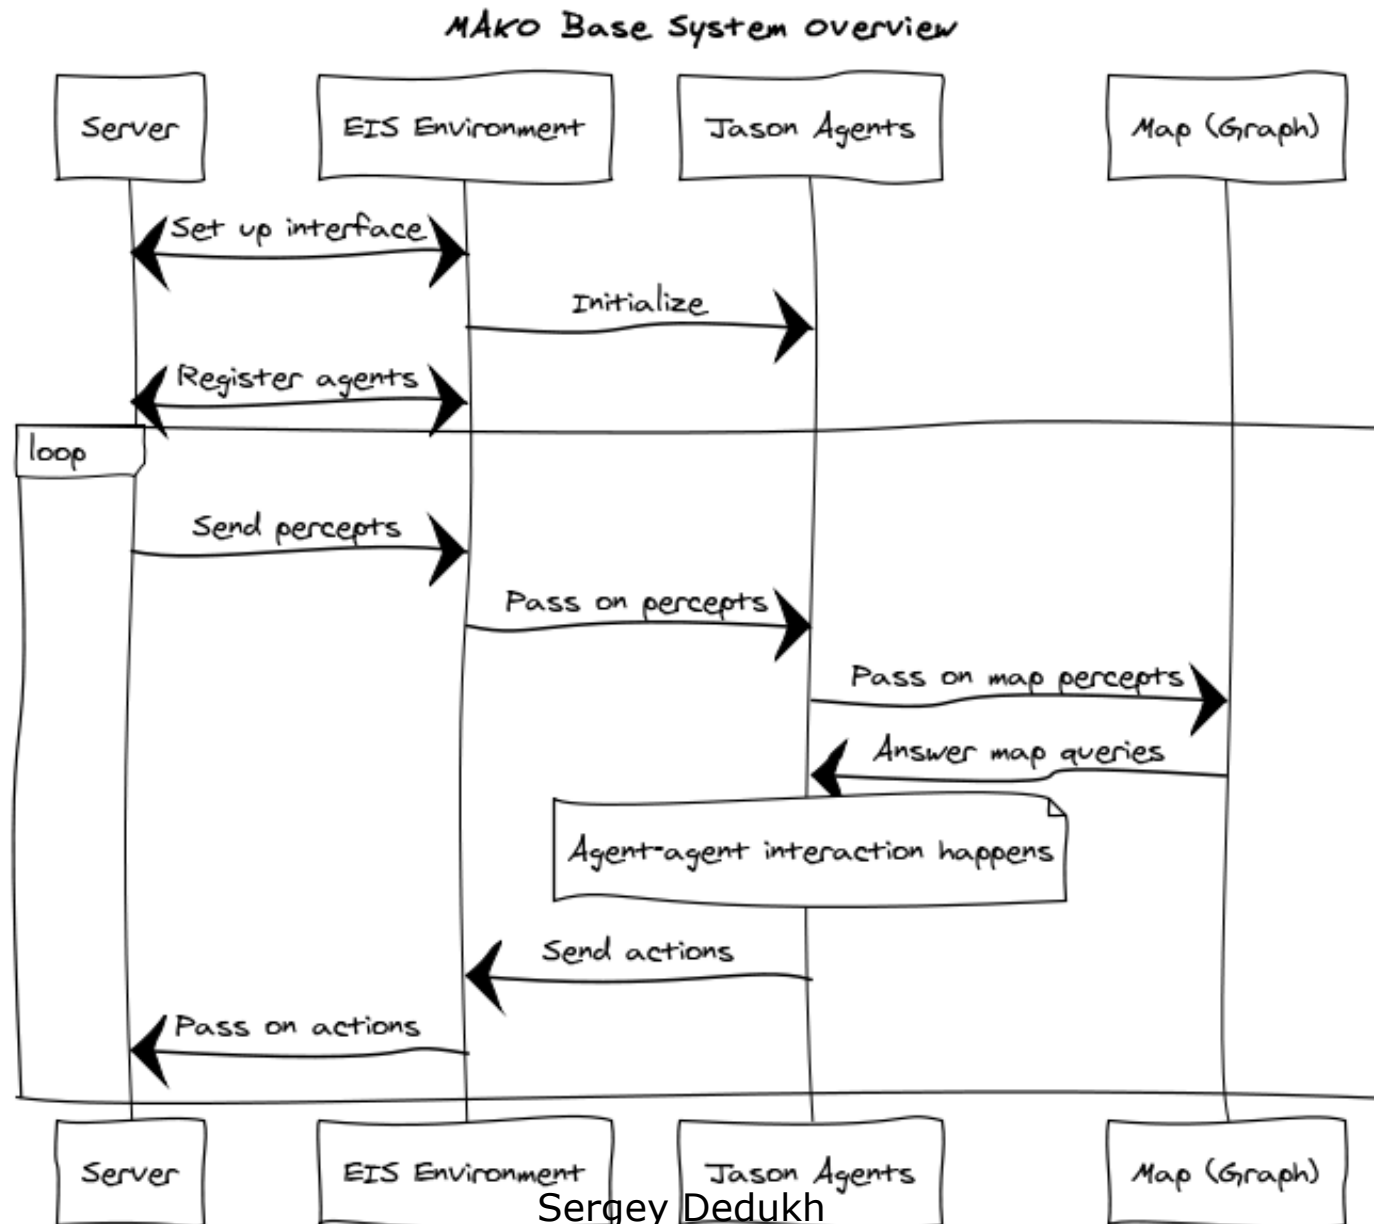 MAKO Base System Overview
Server
EIS Environment
Jason Agents
Map (Graph)
Set up interface
Initialize
Register agents
loop
Send percepts
Pass on percepts
Pass on map percepts
Answer map queries
Agent-agent interaction happens
Send actions
Pass on actions
Server
EIS Environment
Jason Agents
Map (Graph)
Sergey Dedukh